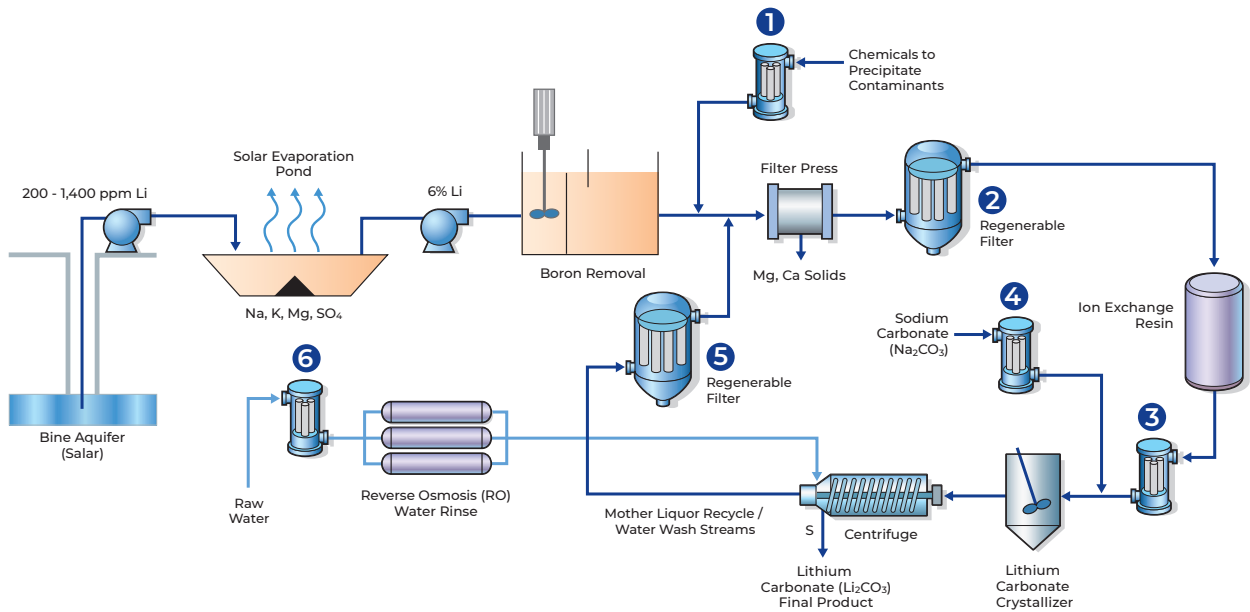 1
Chemicals to
Precipitate
Contaminants
Solar Evaporation
Pond
200 - 1,400 ppm Li
6% Li
Filter Press
2
Regenerable
Filter
Boron Removal
Mg, Ca Solids
Na, K, Mg, SO₄
4
Sodium
Carbonate
(Na₂CO₃)
Ion Exchange
Resin
6
5
Regenerable
Filter
3
Bine Aquifer
(Salar)
Raw
Water
Reverse Osmosis (RO)
Water Rinse
Mother Liquor Recycle /
Water Wash Streams
S
Centrifuge
Lithium
Carbonate (Li₂CO₃)
Final Product
Lithium
Carbonate
Crystallizer